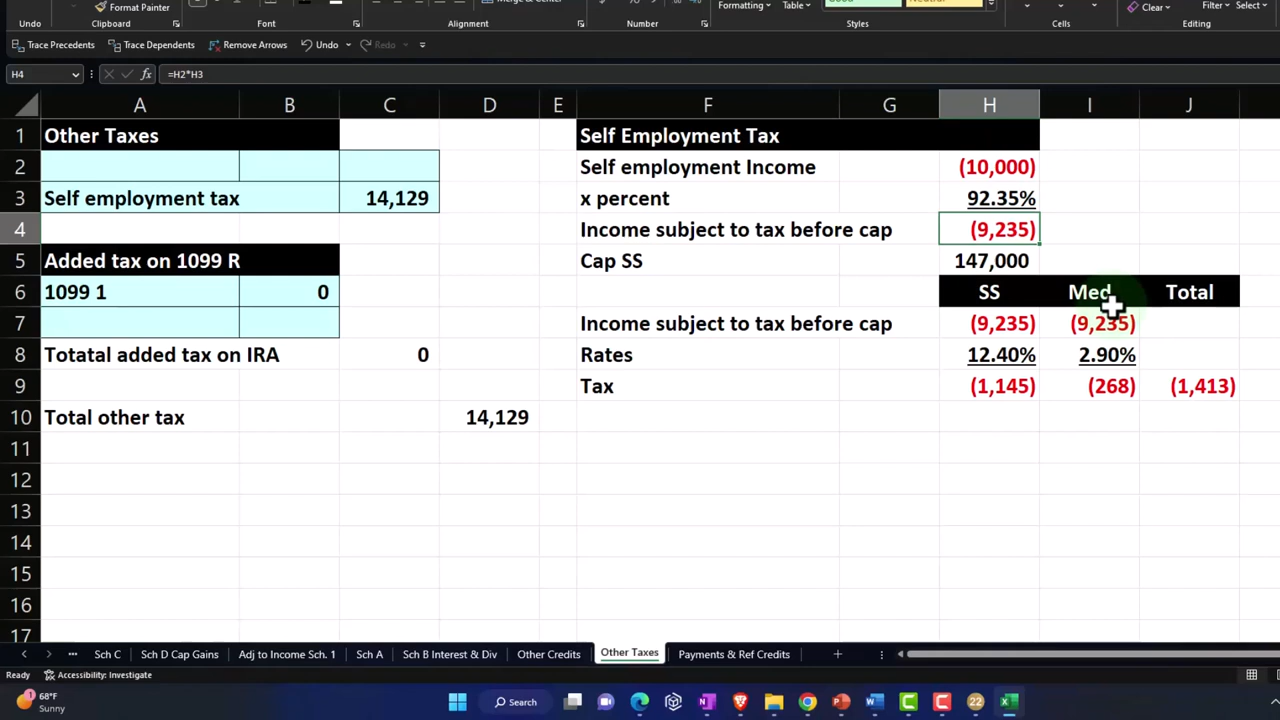 Undo
Format Painter
Clipboard
Font
Alignment
Number
Formatting
Table
Styles
Cells
Clear
Filter
Select
Editing
Trace Precedents
Trace Dependents
Remove Arrows
Undo
Redo
H4
fx
=H2*H3
A B C D E F G H I J
1 Other Taxes Self Employment Tax
2 Self employment Income (10,000)
3 Self employment tax 14,129 x percent 92.35%
4 Income subject to tax before cap (9,235)
5 Added tax on 1099 R Cap SS 147,000
6 1099 1 0 SS Med Total
7 Income subject to tax before cap (9,235) (9,235)
8 Totatal added tax on IRA 0 Rates 12.40% 2.90%
9 Tax (1,145) (268) (1,413)
10 Total other tax 14,129
11
12
13
14
15
16
17
... Sch C Sch D Cap Gains Adj to Income Sch. 1 Sch A Sch B Interest & Div Other Credits Other Taxes Payments & Ref Credits +
Ready Accessibility: Investigate
1 68°F
Sunny
Search
22